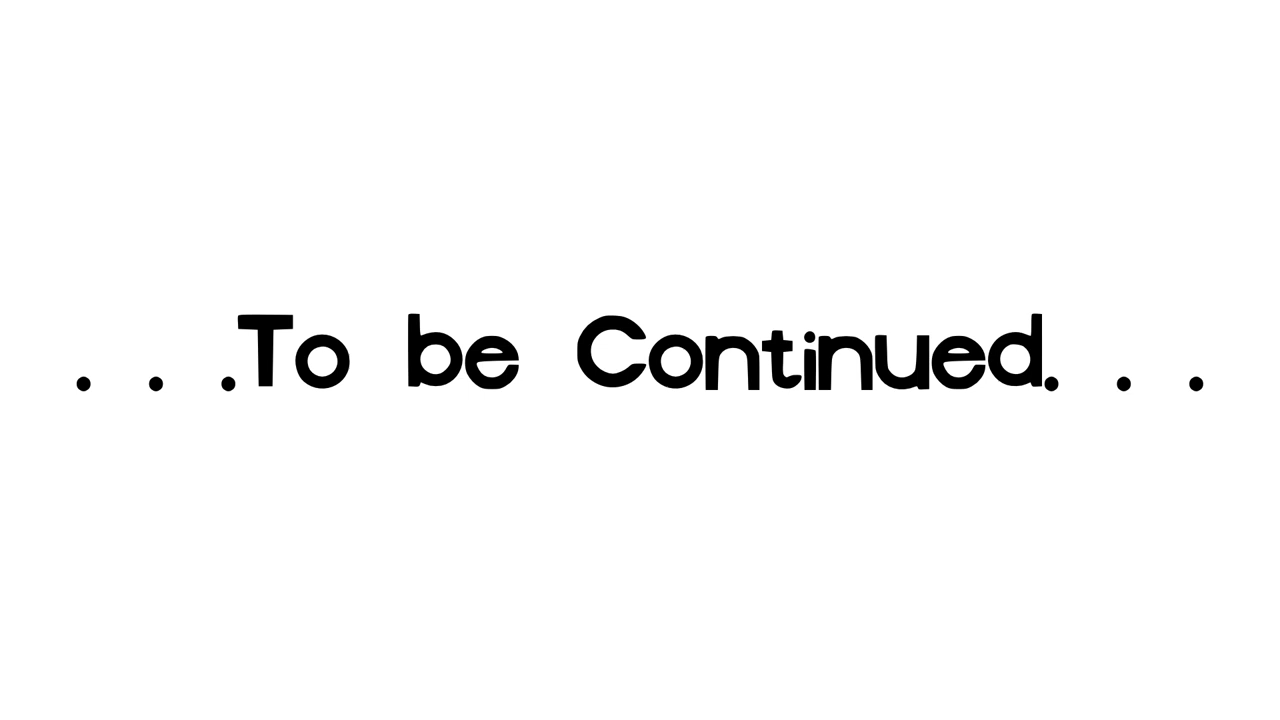 . . .To be Continued. . .